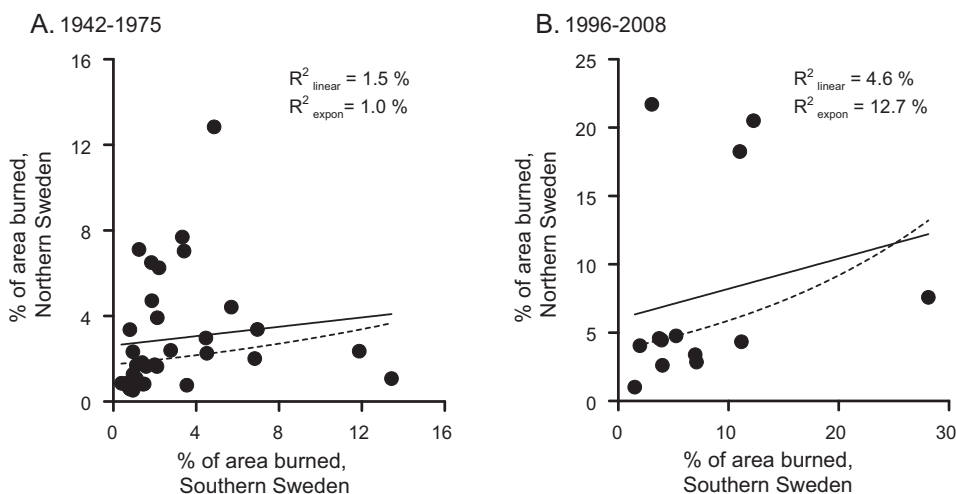 A. 1942-1975
R² linear = 1.5 %
R² expon = 1.0 %
16
12
8
4
0
% of area burned,
Northern Sweden
0 4 8 12 16
% of area burned,
Southern Sweden
B. 1996-2008
R² linear = 4.6 %
R² expon = 12.7 %
25
20
15
10
5
0
% of area burned,
Northern Sweden
0 10 20 30
% of area burned,
Southern Sweden